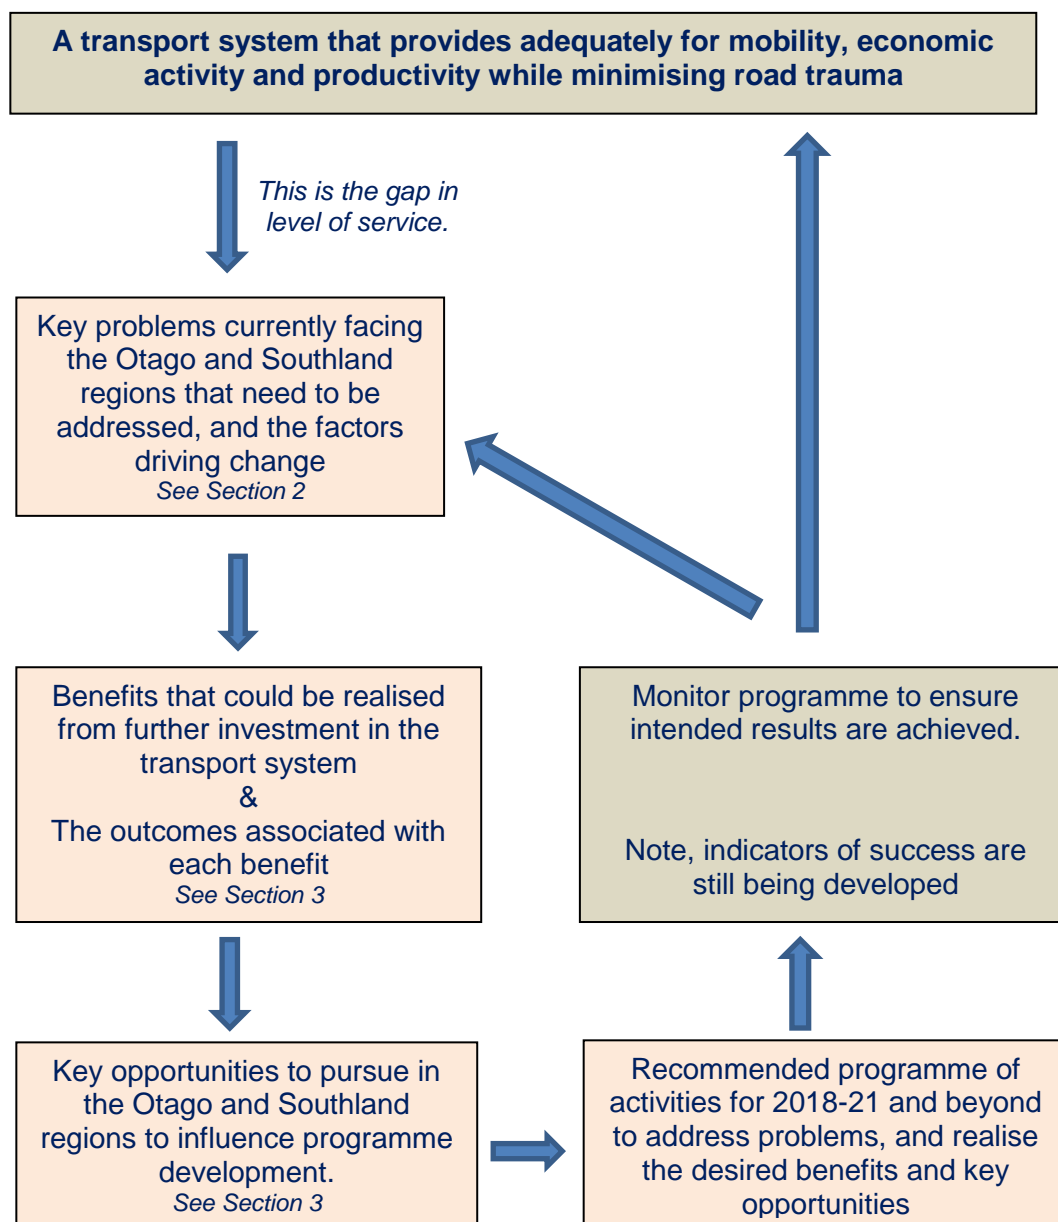 A transport system that provides adequately for mobility, economic
activity and productivity while minimising road trauma
This is the gap in
level of service.
Key problems currently facing
the Otago and Southland
regions that need to be
addressed, and the factors
driving change
See Section 2
Benefits that could be realised
from further investment in the
transport system
&
The outcomes associated with
each benefit
See Section 3
Monitor programme to ensure
intended results are achieved.
Note, indicators of success are
still being developed
Key opportunities to pursue in
the Otago and Southland
regions to influence programme
development.
See Section 3
Recommended programme of
activities for 2018-21 and beyond
to address problems, and realise
the desired benefits and key
opportunities